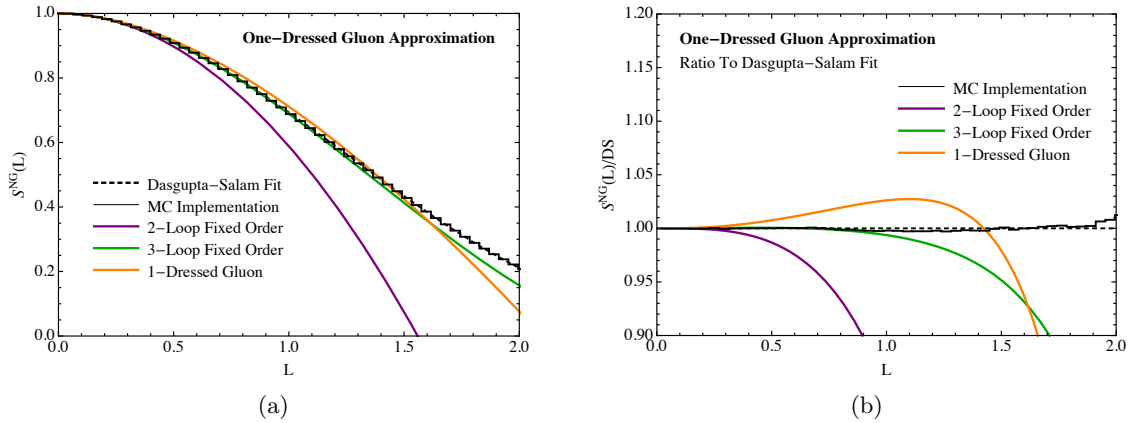 One−Dressed Gluon Approximation
S^NG(L)
1.0
0.8
0.6
0.4
0.2
0.0
Dasgupta−Salam Fit
MC Implementation
2−Loop Fixed Order
3−Loop Fixed Order
1−Dressed Gluon
0.0 0.5 1.0 1.5 2.0
L
(a)
One−Dressed Gluon Approximation
Ratio To Dasgupta−Salam Fit
S^NG(L)/DS
1.20
1.15
1.10
1.05
1.00
0.95
0.90
MC Implementation
2−Loop Fixed Order
3−Loop Fixed Order
1−Dressed Gluon
0.0 0.5 1.0 1.5 2.0
L
(b)